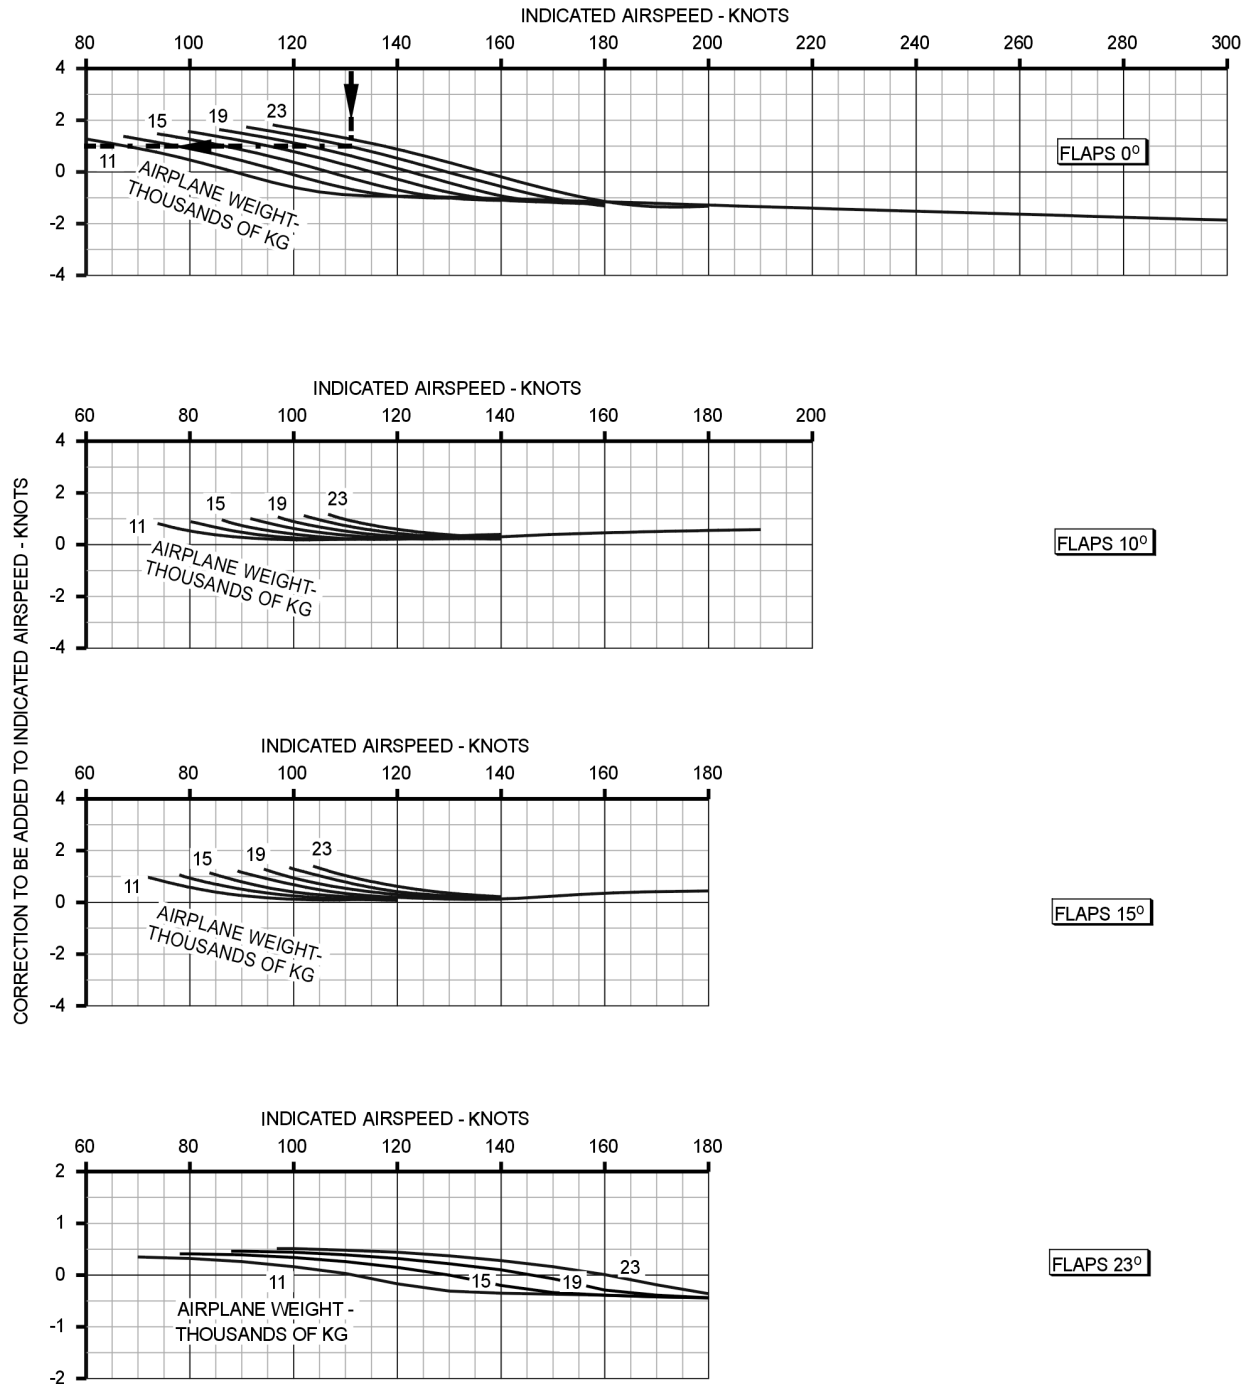 INDICATED AIRSPEED - KNOTS
80 100 120 140 160 180 200 220 240 260 280 300
4
2
0
-2
-4
11
15
19
23
AIRPLANE WEIGHT-
THOUSANDS OF KG
FLAPS 0⁰
CORRECTION TO BE ADDED TO INDICATED AIRSPEED - KNOTS
INDICATED AIRSPEED - KNOTS
60 80 100 120 140 160 180 200
4
2
0
-2
-4
11
15
19
23
AIRPLANE WEIGHT-
THOUSANDS OF KG
FLAPS 10⁰
INDICATED AIRSPEED - KNOTS
60 80 100 120 140 160 180
4
2
0
-2
-4
11
15
19
23
AIRPLANE WEIGHT-
THOUSANDS OF KG
FLAPS 15⁰
INDICATED AIRSPEED - KNOTS
60 80 100 120 140 160 180
2
1
0
-1
-2
11
15
19
23
AIRPLANE WEIGHT -
THOUSANDS OF KG
FLAPS 23⁰